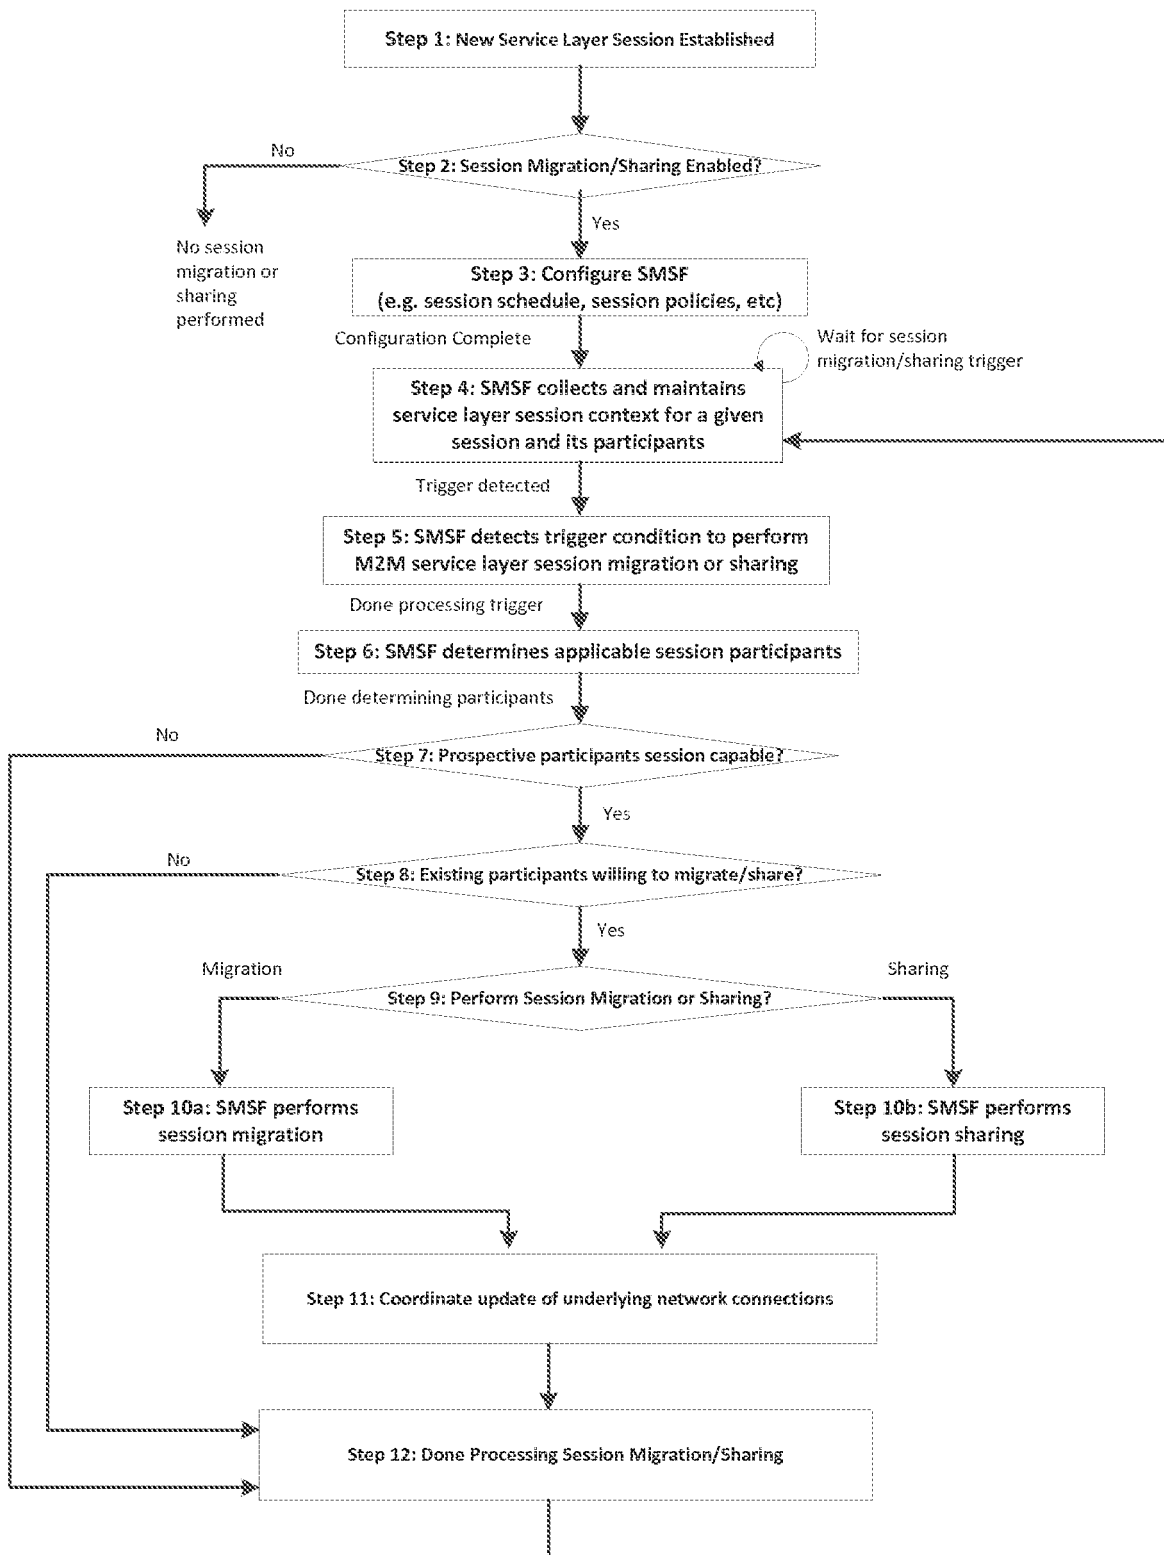 Step 1: New Service Layer Session Established
No
Step 2: Session Migration/Sharing Enabled?
Yes
No session
migration or
sharing
performed
Step 3: Configure SMSF
(e.g. session schedule, session policies, etc)
Configuration Complete
Wait for session
migration/sharing trigger
Step 4: SMSF collects and maintains
service layer session context for a given
session and its participants
Trigger detected
Step 5: SMSF detects trigger condition to perform
M2M service layer session migration or sharing
Done processing trigger
Step 6: SMSF determines applicable session participants
Done determining participants
No
Step 7: Prospective participants session capable?
Yes
No
Step 8: Existing participants willing to migrate/share?
Yes
Migration
Sharing
Step 9: Perform Session Migration or Sharing?
Step 10a: SMSF performs
session migration
Step 10b: SMSF performs
session sharing
Step 11: Coordinate update of underlying network connections
Step 12: Done Processing Session Migration/Sharing